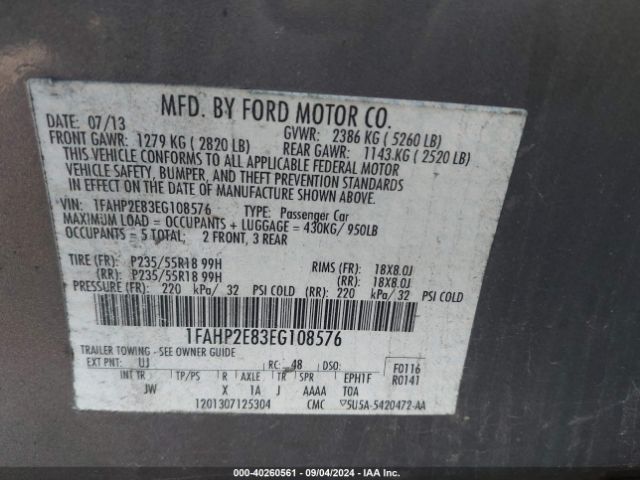 MFD. BY FORD MOTOR CO.
DATE: 07/13 GVWR: 2386 KG ( 5260 LB)
FRONT GAWR: 1279 KG ( 2820 LB) REAR GAWR: 1143 KG ( 2520 LB)
THIS VEHICLE CONFORMS TO ALL APPLICABLE FEDERAL MOTOR
VEHICLE SAFETY, BUMPER, AND THEFT PREVENTION STANDARDS
IN EFFECT ON THE DATE OF MANUFACTURE SHOWN ABOVE.
VIN: 1FAHP2E83EG108576 TYPE: Passenger Car
MAXIMUM LOAD = OCCUPANTS + LUGGAGE = 430KG/ 950LB
OCCUPANTS = 5 TOTAL; 2 FRONT, 3 REAR
TIRE (FR): P235/55R18 99H RIMS (FR): 18X8.0J
(RR): P235/55R18 99H (RR): 18X8.0J
PRESSURE (FR): 220 kPa/ 32 PSI COLD (RR): 220 kPa/ 32 PSI COLD
1FAHP2E83EG108576
TRAILER TOWING - SEE OWNER GUIDE
EXT PNT: UJ RC: 48 DSO: F0116
INT TR TP/PS R AXLE TR SPR EPH1F R0141
JW X 1A J AAAA TOA
1201307125304 CMC 5U5A-5420472-AA
000-40260561 - 09/04/2024 - IAA Inc.